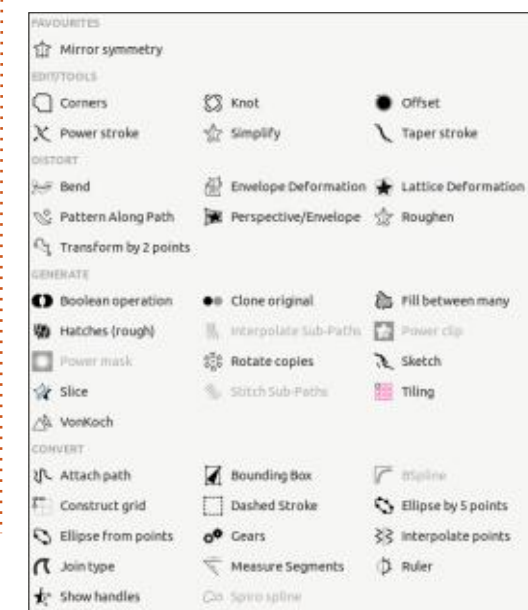 FAVOURITES
Mirror symmetry
EDIT/TOOLS
Corners Knot Offset
Power stroke Simplify Taper stroke
DISTORT
Bend Envelope Deformation Lattice Deformation
Pattern Along Path Perspective/Envelope Roughen
Transform by 2 points
GENERATE
Boolean operation Clone original Fill between many
Hatches (rough) Interpolate Sub-Paths Power clip
Power mask Rotate copies Sketch
Slice Stitch Sub-Paths Tiling
VonKoch
CONVERT
Attach path Bounding Box BSpline
Construct grid Dashed Stroke Ellipse by 5 points
Ellipse from points Gears Interpolate points
Join type Measure Segments Ruler
Show handles Spiro spline